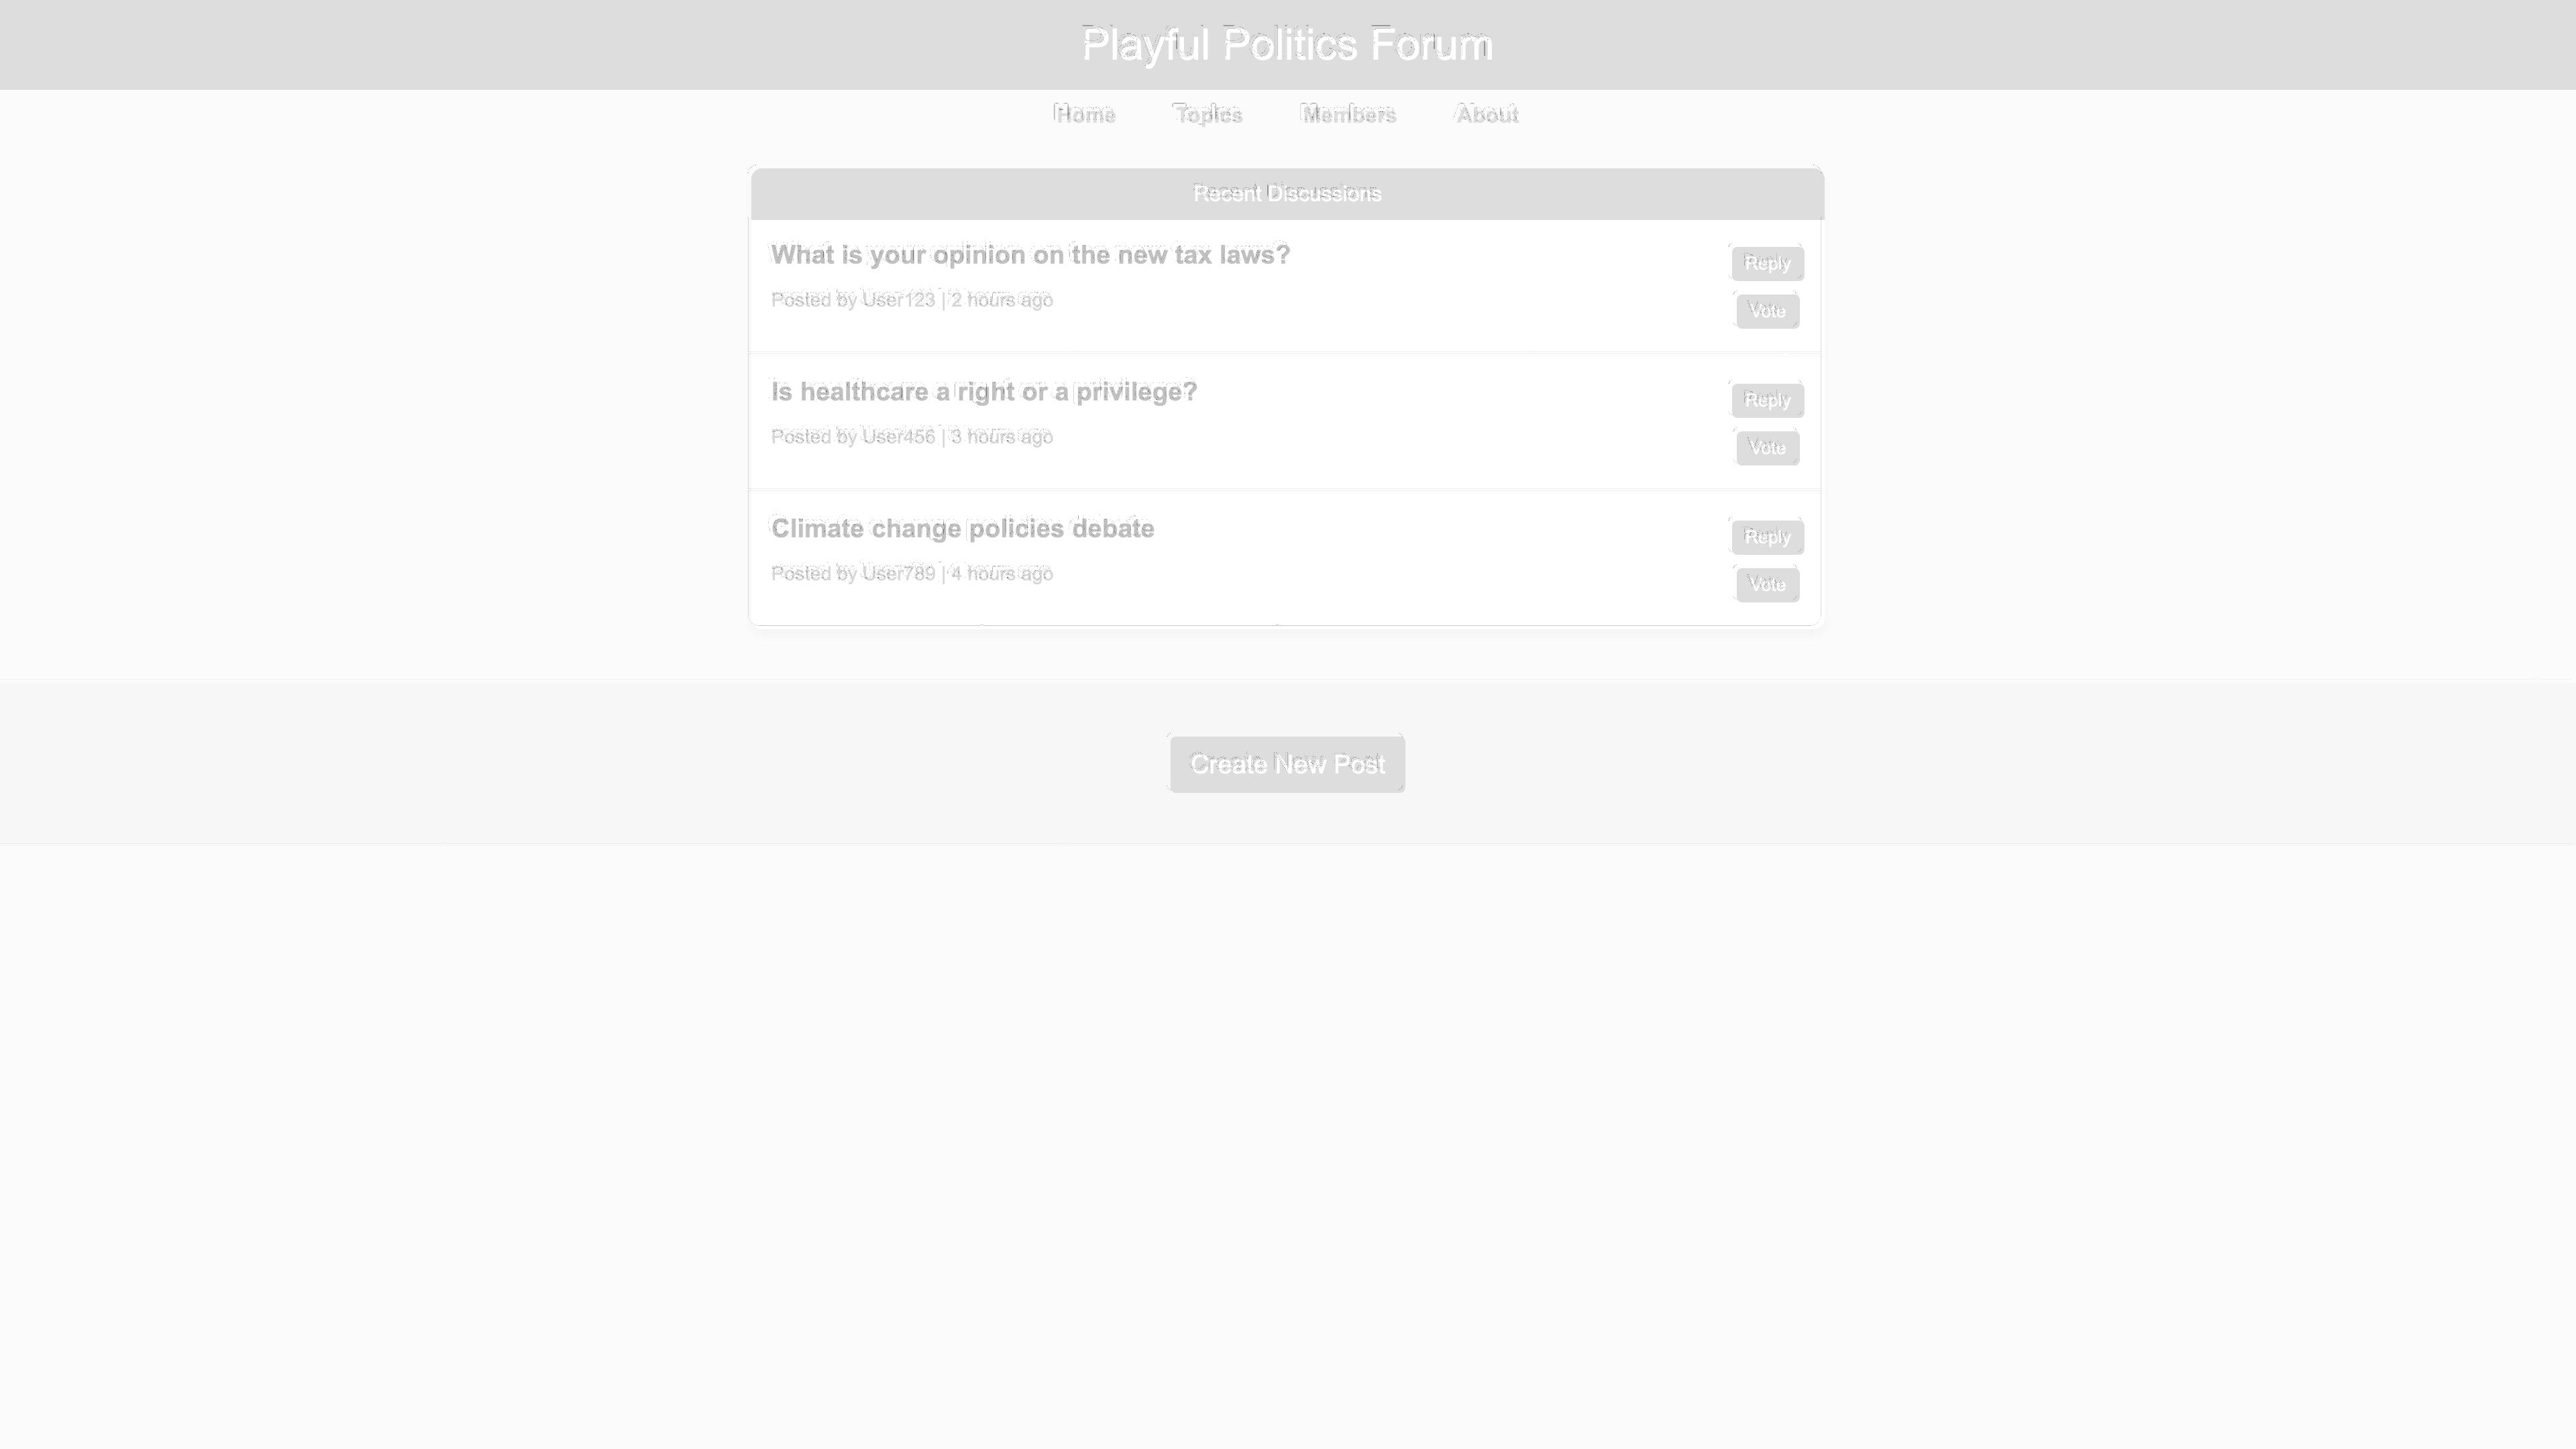 Playful Politics Forum
Home Topics Members About
Recent Discussions
What is your opinion on the new tax laws?
Reply
Posted by User123 | 2 hours ago
Vote
Is healthcare a right or a privilege?
Reply
Posted by User456 | 3 hours ago
Vote
Climate change policies debate
Reply
Posted by User789 | 4 hours ago
Vote
Create New Post